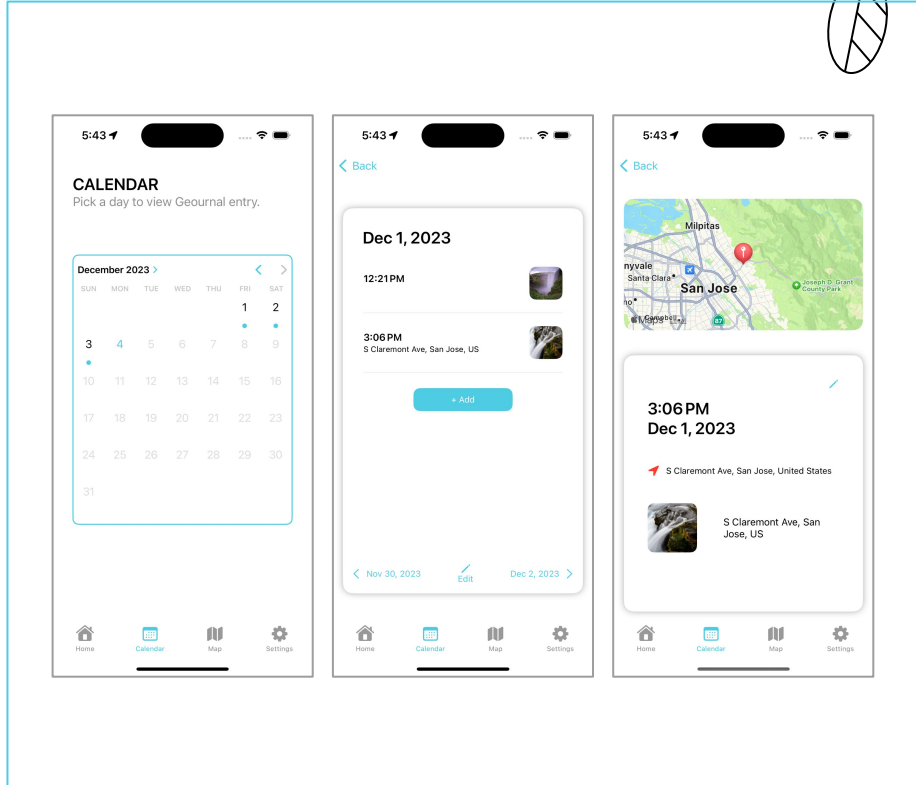 5:43
CALENDAR
Pick a day to view Geournal entry.
December 2023 >
SUN MON TUE WED THU FRI SAT
1 2
3 4 5 6 7 8 9
10 11 12 13 14 15 16
17 18 19 20 21 22 23
24 25 26 27 28 29 30
31
Home Calendar Map Settings
5:43
Back
Dec 1, 2023
12:21 PM
3:06 PM
S Claremont Ave, San Jose, US
+ Add
Nov 30, 2023 Edit Dec 2, 2023
Home Calendar Map Settings
5:43
Back
Milpitas
nyvale
Santa Clara
San Jose
Joseph D. Grant
County Park
Campbell
Maps
87
3:06 PM
Dec 1, 2023
S Claremont Ave, San Jose, United States
S Claremont Ave, San
Jose, US
Home Calendar Map Settings